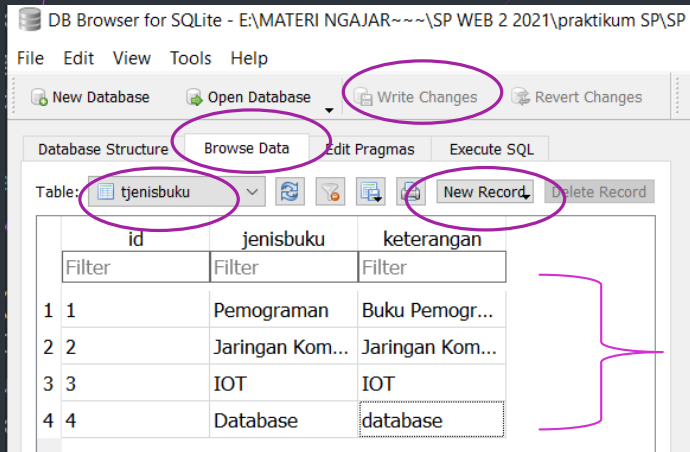 DB Browser for SQLite - E:\MATERI NGAJAR~~~\SP WEB 2 2021\praktikum SP\SP
File Edit View Tools Help
New Database Open Database Write Changes Revert Changes
Database Structure Browse Data Edit Pragmas Execute SQL
Table: tjenisbuku New Record Delete Record
id jenisbuku keterangan
Filter Filter Filter
1 1 Pemograman Buku Pemogr...
2 2 Jaringan Kom... Jaringan Kom...
3 3 IOT IOT
4 4 Database database